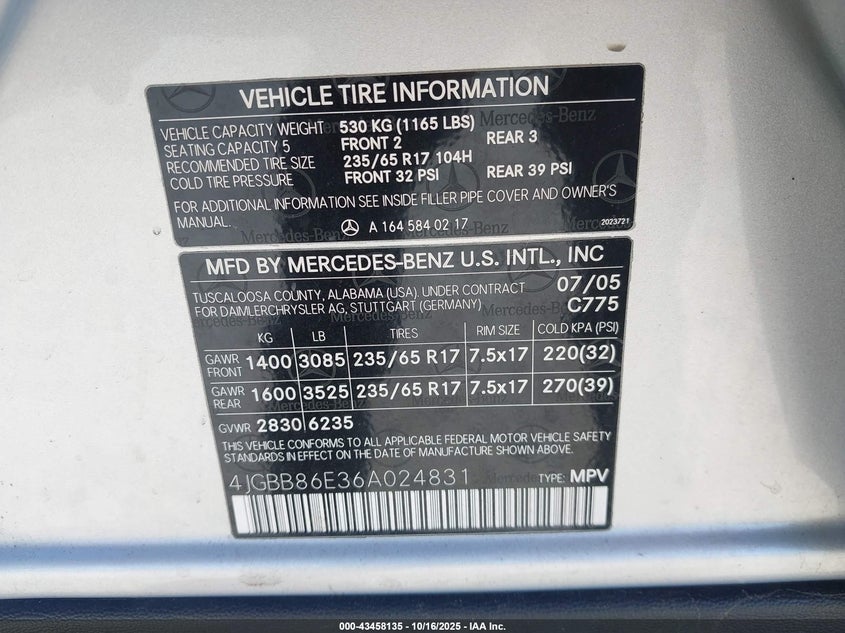 VEHICLE TIRE INFORMATION
VEHICLE CAPACITY WEIGHT 530 KG (1165 LBS)
SEATING CAPACITY 5 FRONT 2 REAR 3
RECOMMENDED TIRE SIZE 235/65 R17 104H
COLD TIRE PRESSURE FRONT 32 PSI REAR 39 PSI
FOR ADDITIONAL INFORMATION SEE INSIDE FILLER PIPE COVER AND OWNER'S
MANUAL.
A 164 584 02 17 2023721
MFD BY MERCEDES-BENZ U.S. INTL., INC
TUSCALOOSA COUNTY, ALABAMA (USA). UNDER CONTRACT 07/05
FOR DAIMLERCHRYSLER AG, STUTTGART (GERMANY) C775
KG LB TIRES RIM SIZE COLD KPA (PSI)
GAWR FRONT 1400 3085 235/65 R17 7.5x17 220(32)
GAWR REAR 1600 3525 235/65 R17 7.5x17 270(39)
GVWR 2830 6235
THIS VEHICLE CONFORMS TO ALL APPLICABLE FEDERAL MOTOR VEHICLE SAFETY
STANDARDS IN EFFECT ON THE DATE OF MANUFACTURE SHOWN ABOVE.
4JGBB86E36A024831 TYPE: MPV
000-43458135 - 10/16/2025 - IAA Inc.